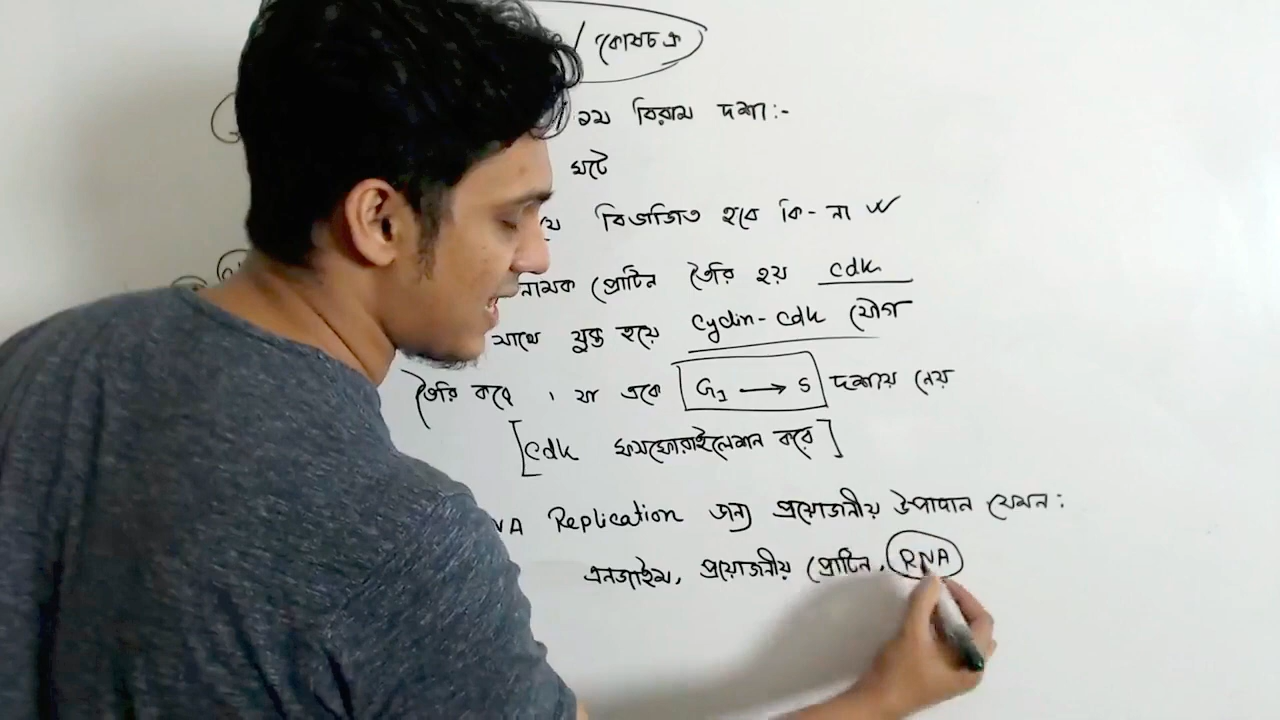 / কোষচক্র
১ম বিরাম দশা:-
ঘটে
বিভাজিত হবে কি-না
নামক প্রোটিন তৈরি হয় cdk
সাথে যুক্ত হয়ে Cyclin-cdk যৌগ
তৈরি করে, যা একে G₁ → S দশায় নেয়
[cdk ফসফোরাইলেশন করে]
NA Replication জন্য প্রয়োজনীয় উপাদান যেমন:
এনজাইম, প্রয়োজনীয় প্রোটিন, RNA